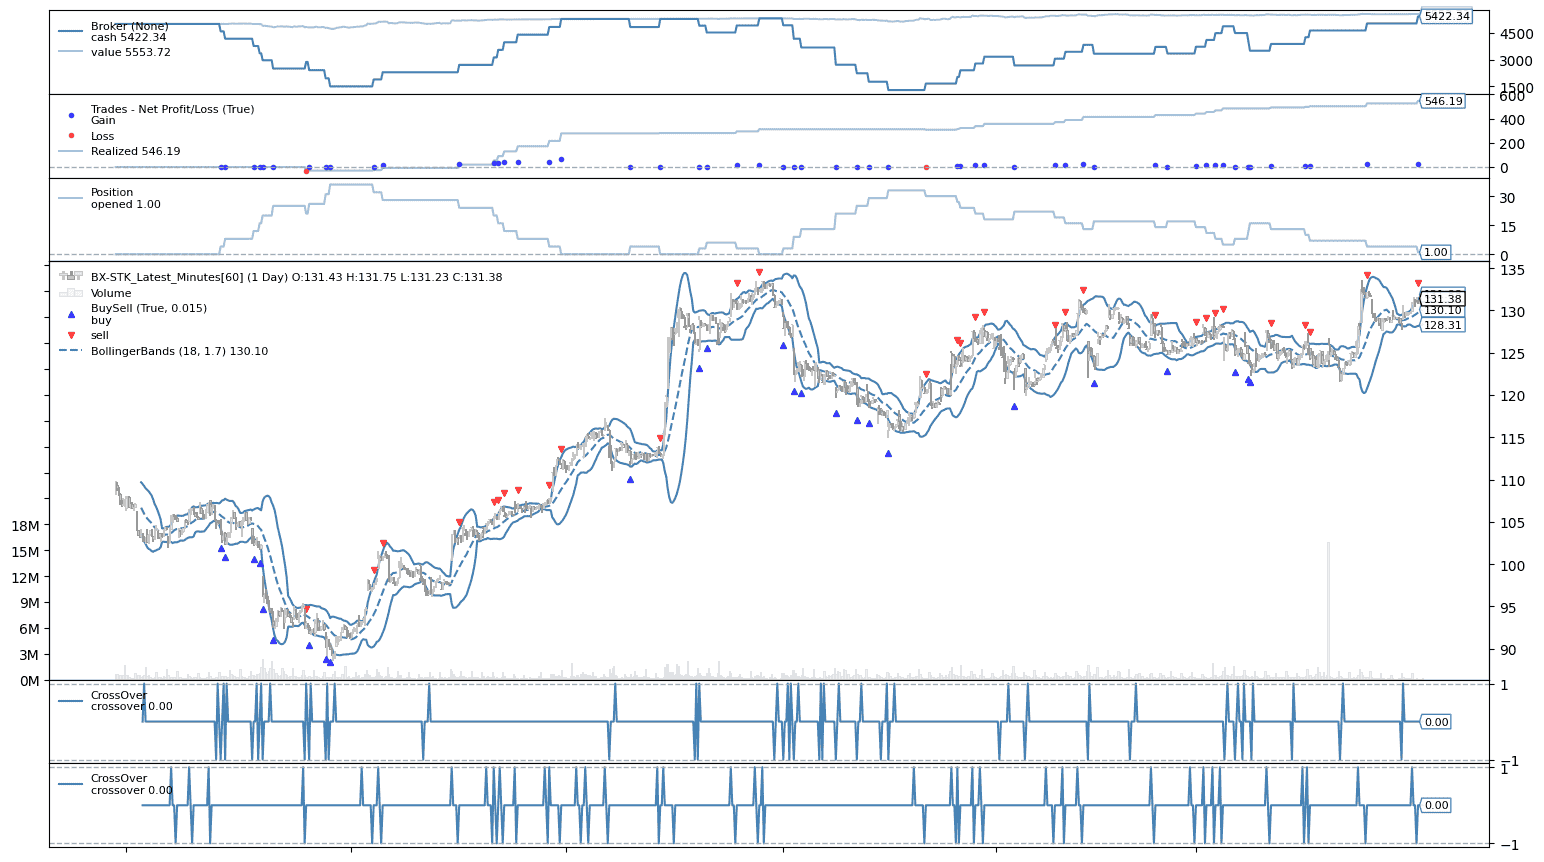 Broker (None)
cash 5422.34
value 5553.72
5422.34
4500
3000
1500
Trades - Net Profit/Loss (True)
Gain
Loss
Realized 546.19
600
546.19
400
200
0
Position
opened 1.00
30
15
0
1.00
BX-STK_Latest_Minutes[60] (1 Day) O:131.43 H:131.75 L:131.23 C:131.38
Volume
BuySell (True, 0.015)
buy
sell
BollingerBands (18, 1.7) 130.10
135
131.38
130
130.10
128.31
125
120
115
110
105
100
95
90
18M
15M
12M
9M
6M
3M
0M
CrossOver
crossover 0.00
1
0.00
−1
CrossOver
crossover 0.00
1
0.00
−1